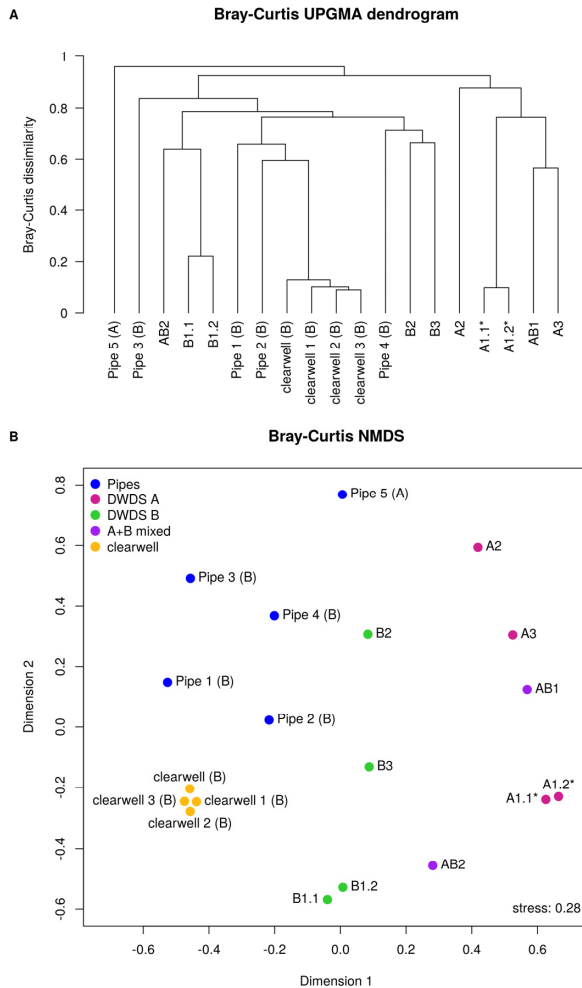 A
Bray-Curtis UPGMA dendrogram
Bray-Curtis dissimilarity
1
0.8
0.6
0.4
0.2
0
Pipe 5 (A)
Pipe 3 (B)
AB2
B1.1
B1.2
Pipe 1 (B)
Pipe 2 (B)
clearwell (B)
clearwell 1 (B)
clearwell 2 (B)
clearwell 3 (B)
Pipe 4 (B)
B2
B3
A2
A1.1*
A1.2*
AB1
A3
B
Bray-Curtis NMDS
Dimension 2
0.8
0.6
0.4
0.2
0.0
-0.2
-0.4
-0.6
Pipes
DWDS A
DWDS B
A+B mixed
clearwell
Pipe 5 (A)
A2
Pipe 3 (B)
Pipe 4 (B)
B2
A3
Pipe 1 (B)
AB1
Pipe 2 (B)
B3
clearwell (B)
A1.2*
clearwell 3 (B)
clearwell 1 (B)
A1.1*
clearwell 2 (B)
AB2
B1.2
B1.1
stress: 0.28
-0.6
-0.4
-0.2
0.0
0.2
0.4
0.6
Dimension 1